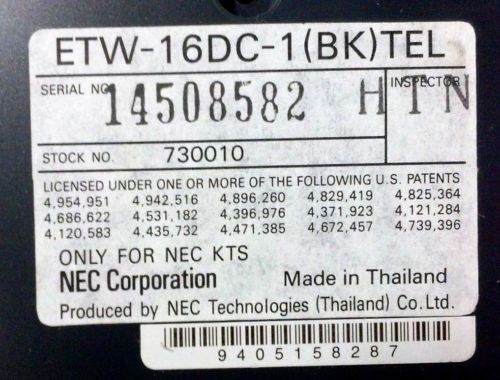 ETW-16DC-1(BK)TEL
SERIAL NO. 14508582 H INSPECTOR TN
STOCK NO. 730010
LICENSED UNDER ONE OR MORE OF THE FOLLOWING U.S. PATENTS
4,954,951 4,942,516 4,896,260 4,829,419 4,825,364
4,686,622 4,531,182 4,396,976 4,371,923 4,121,284
4,120,583 4,435,732 4,471,385 4,672,457 4,739,396
ONLY FOR NEC KTS
NEC Corporation Made in Thailand
Produced by NEC Technologies (Thailand) Co.Ltd.
9405158287